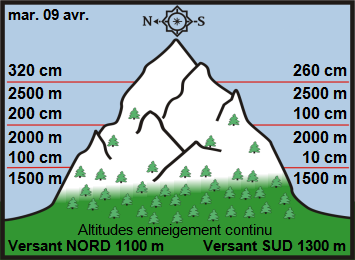 mar. 09 avr.
N S
320 cm 260 cm
2500 m 2500 m
200 cm 100 cm
2000 m 2000 m
100 cm 10 cm
1500 m 1500 m
Altitudes enneigement continu
Versant NORD 1100 m Versant SUD 1300 m